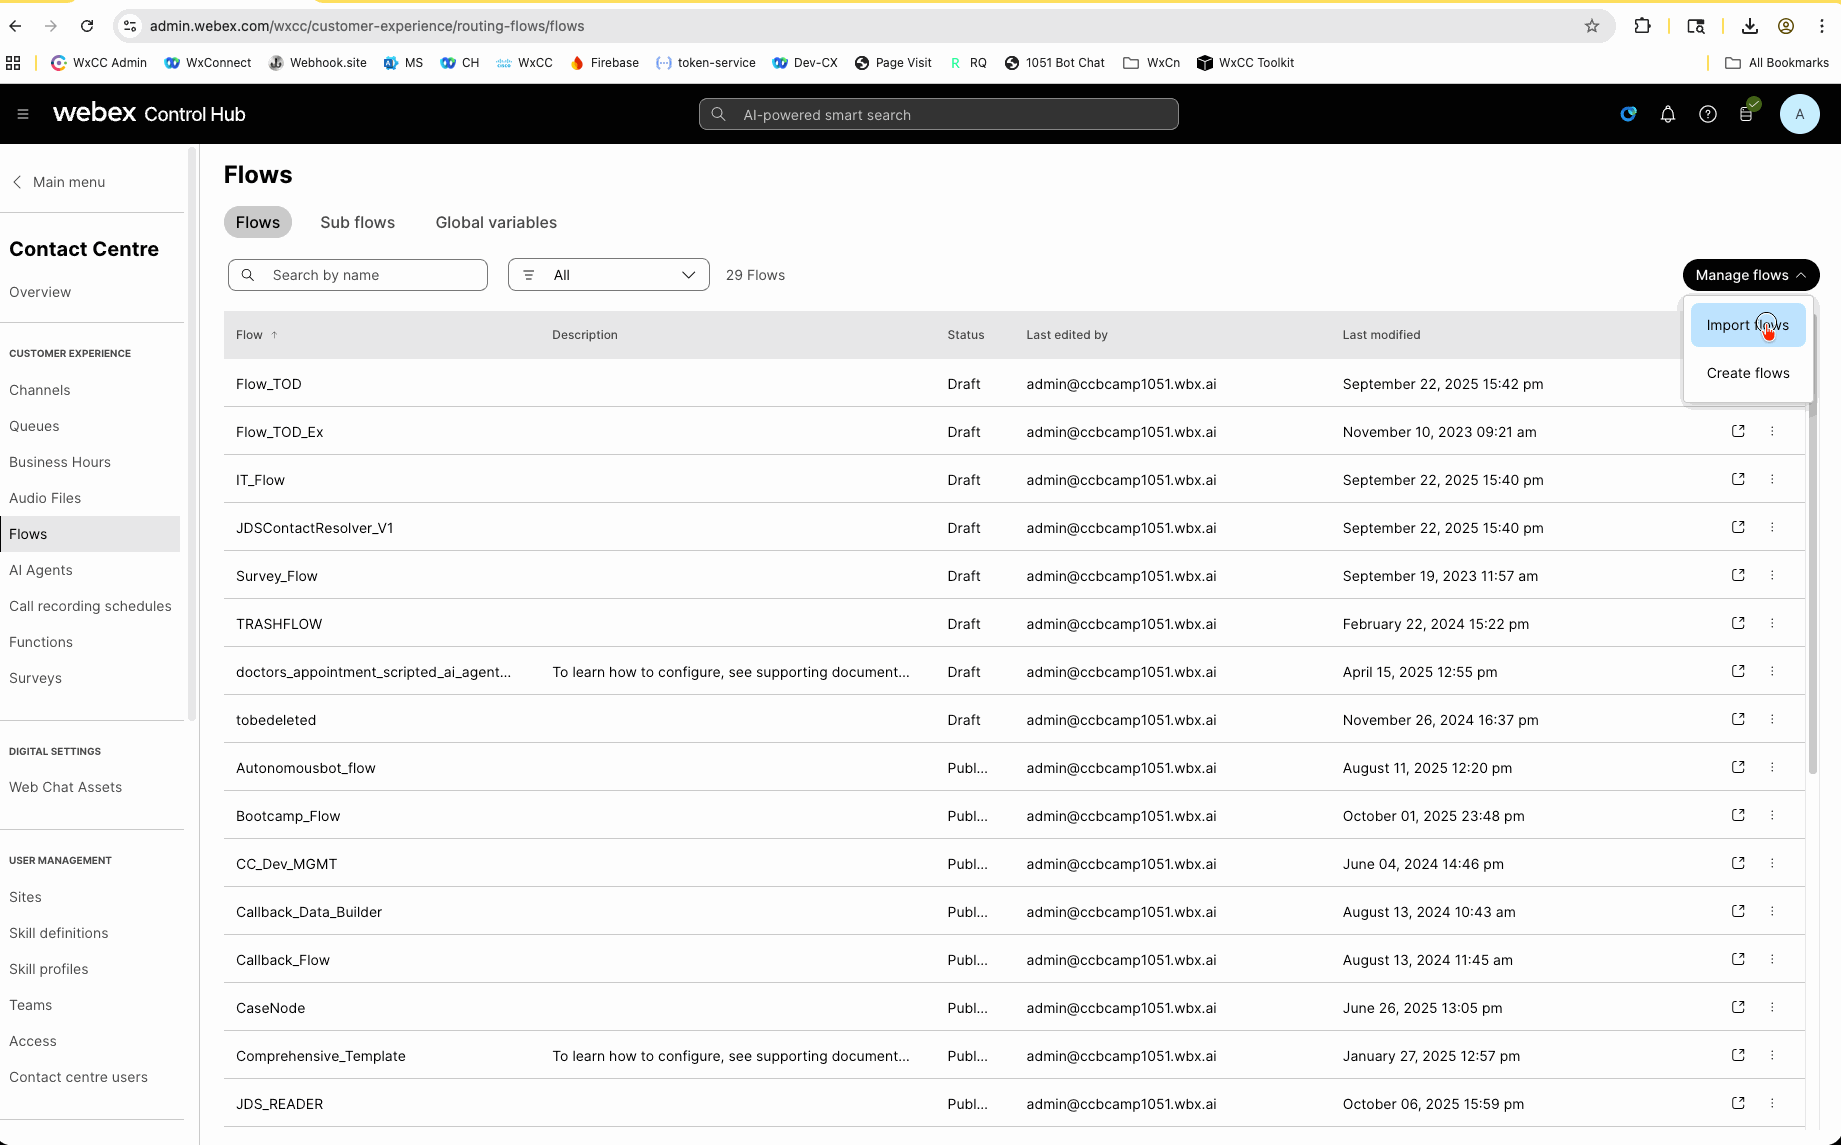 admin.webex.com/wxcc/customer-experience/routing-flows/flows
WxCC Admin
WxConnect
Webhook.site
MS
CH
WxCC
Firebase
token-service
Dev-CX
Page Visit
R RQ
1051 Bot Chat
WxCn
WxCC Toolkit
All Bookmarks
webex Control Hub
AI-powered smart search
A
Main menu
Contact Centre
Overview
CUSTOMER EXPERIENCE
Channels
Queues
Business Hours
Audio Files
Flows
AI Agents
Call recording schedules
Functions
Surveys
DIGITAL SETTINGS
Web Chat Assets
USER MANAGEMENT
Sites
Skill definitions
Skill profiles
Teams
Access
Contact centre users
Flows
Flows Sub flows Global variables
Search by name All 29 Flows Manage flows
Import flows
Create flows
Flow ↑ Description Status Last edited by Last modified
Flow_TOD Draft admin@ccbcamp1051.wbx.ai September 22, 2025 15:42 pm
Flow_TOD_Ex Draft admin@ccbcamp1051.wbx.ai November 10, 2023 09:21 am
IT_Flow Draft admin@ccbcamp1051.wbx.ai September 22, 2025 15:40 pm
JDSContactResolver_V1 Draft admin@ccbcamp1051.wbx.ai September 22, 2025 15:40 pm
Survey_Flow Draft admin@ccbcamp1051.wbx.ai September 19, 2023 11:57 am
TRASHFLOW Draft admin@ccbcamp1051.wbx.ai February 22, 2024 15:22 pm
doctors_appointment_scripted_ai_agent... To learn how to configure, see supporting document... Draft admin@ccbcamp1051.wbx.ai April 15, 2025 12:55 pm
tobedeleted Draft admin@ccbcamp1051.wbx.ai November 26, 2024 16:37 pm
Autonomousbot_flow Publ... admin@ccbcamp1051.wbx.ai August 11, 2025 12:20 pm
Bootcamp_Flow Publ... admin@ccbcamp1051.wbx.ai October 01, 2025 23:48 pm
CC_Dev_MGMT Publ... admin@ccbcamp1051.wbx.ai June 04, 2024 14:46 pm
Callback_Data_Builder Publ... admin@ccbcamp1051.wbx.ai August 13, 2024 10:43 am
Callback_Flow Publ... admin@ccbcamp1051.wbx.ai August 13, 2024 11:45 am
CaseNode Publ... admin@ccbcamp1051.wbx.ai June 26, 2025 13:05 pm
Comprehensive_Template To learn how to configure, see supporting document... Publ... admin@ccbcamp1051.wbx.ai January 27, 2025 12:57 pm
JDS_READER Publ... admin@ccbcamp1051.wbx.ai October 06, 2025 15:59 pm